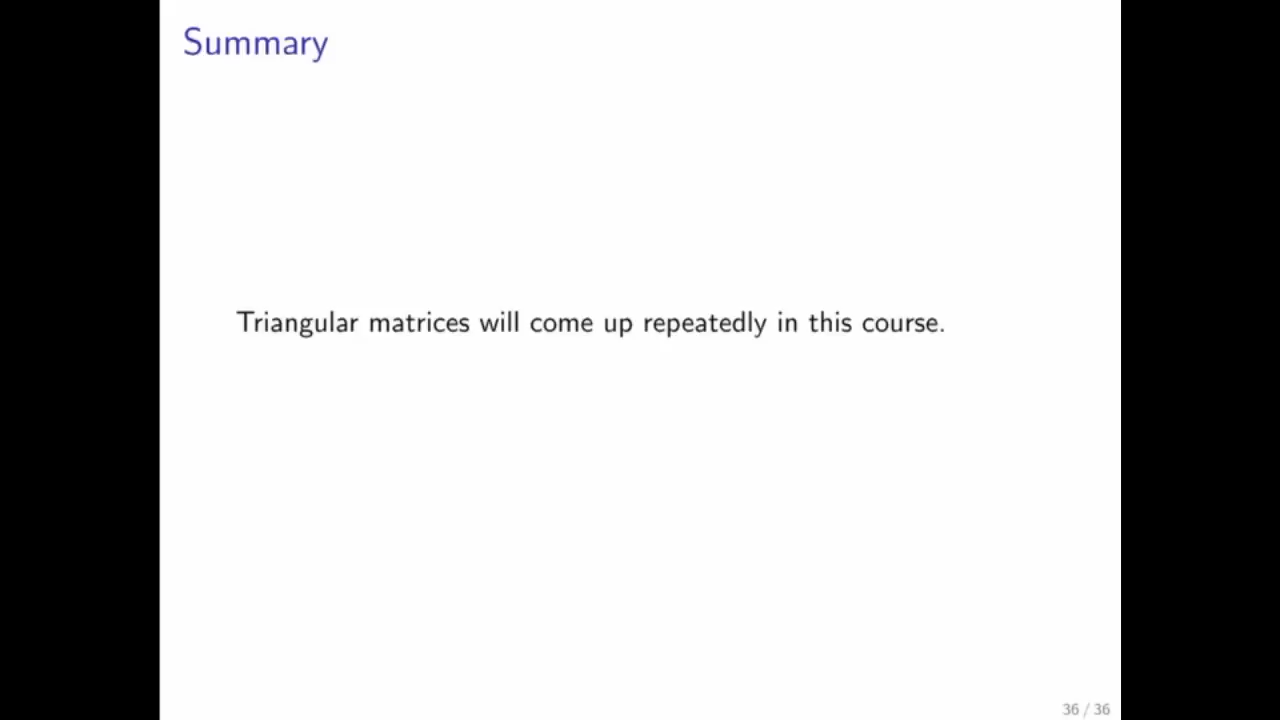 Summary
Triangular matrices will come up repeatedly in this course.
36 / 36